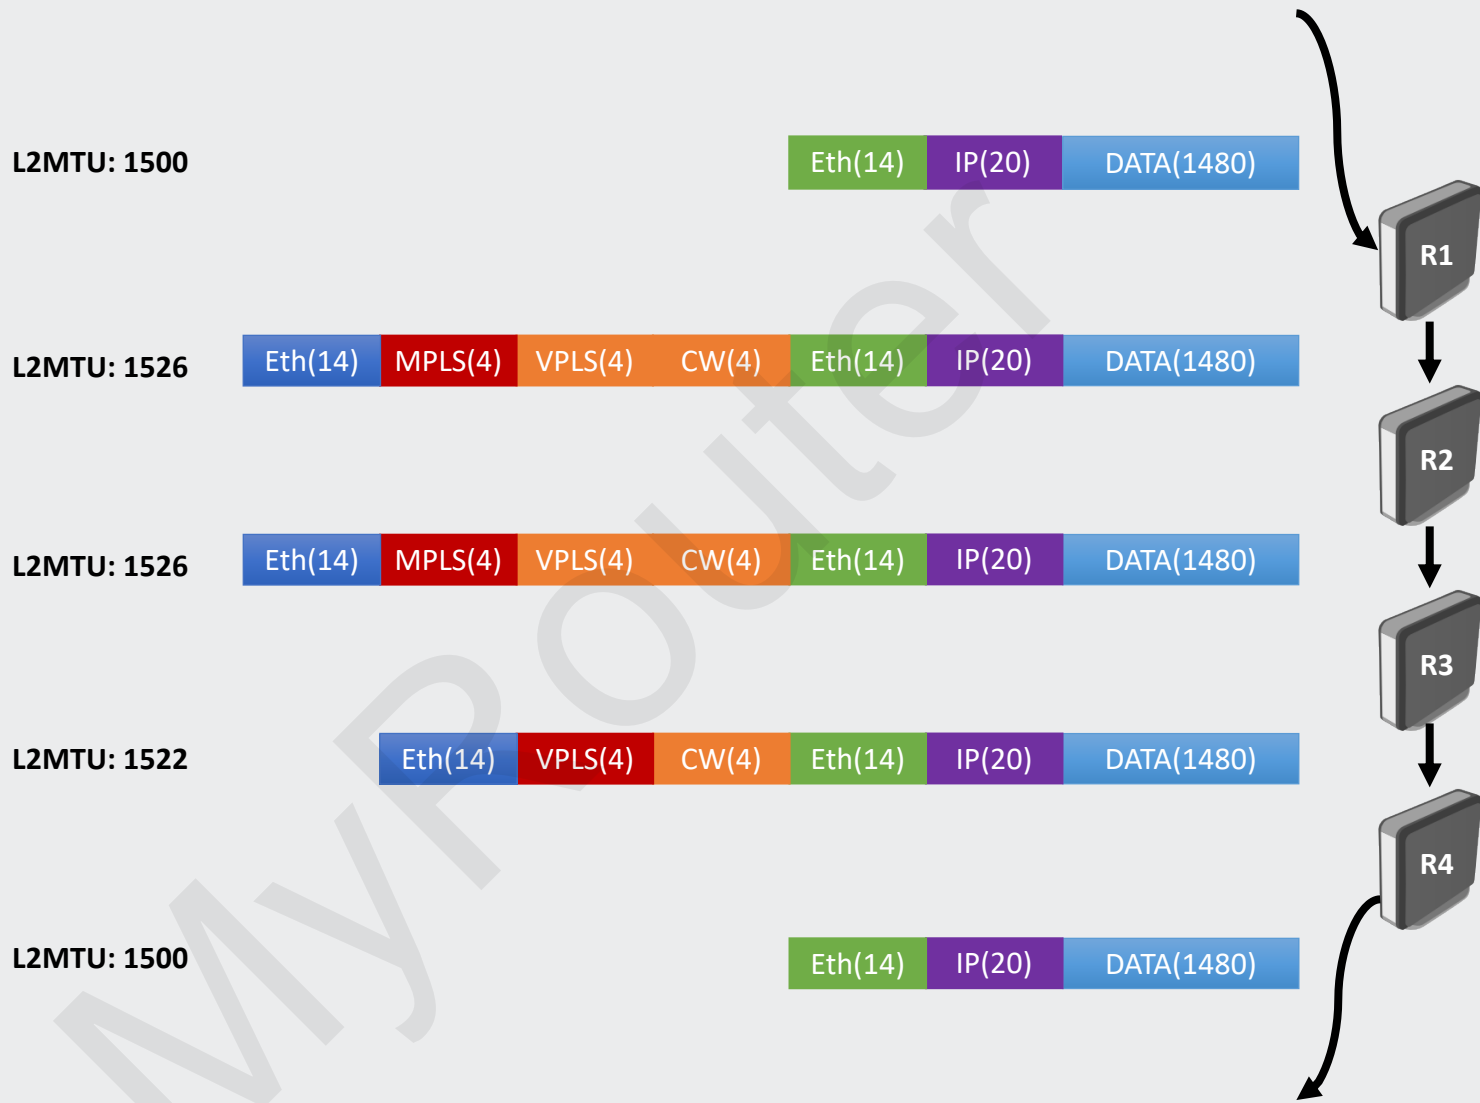 L2MTU: 1500 Eth(14) IP(20) DATA(1480)
R1
L2MTU: 1526 Eth(14) MPLS(4) VPLS(4) CW(4) Eth(14) IP(20) DATA(1480)
R2
L2MTU: 1526 Eth(14) MPLS(4) VPLS(4) CW(4) Eth(14) IP(20) DATA(1480)
R3
L2MTU: 1522 Eth(14) VPLS(4) CW(4) Eth(14) IP(20) DATA(1480)
R4
L2MTU: 1500 Eth(14) IP(20) DATA(1480)
MyRouter